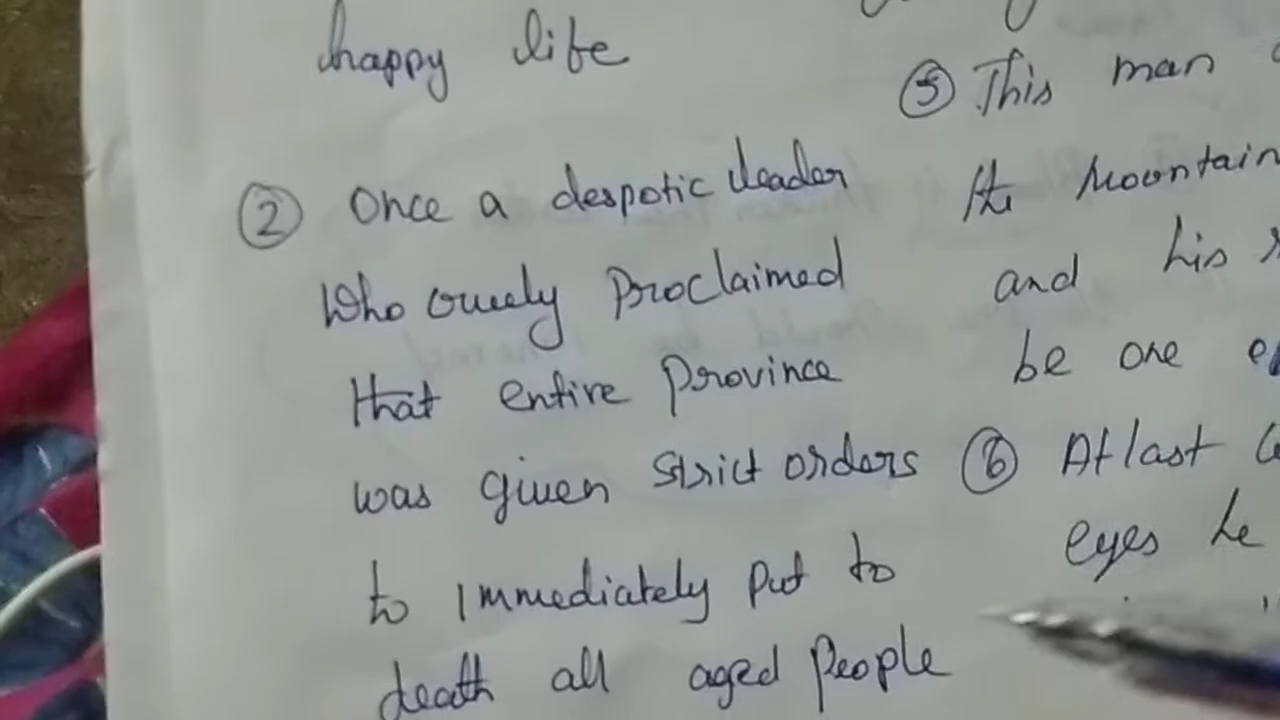 happy life
② Once a despotic leader
Who cruely Proclaimed
that entire Province
was given strict orders
to immediately put to
death all aged People
⑤ This man
the Mountain
and his
be one
⑥ At last
eyes he